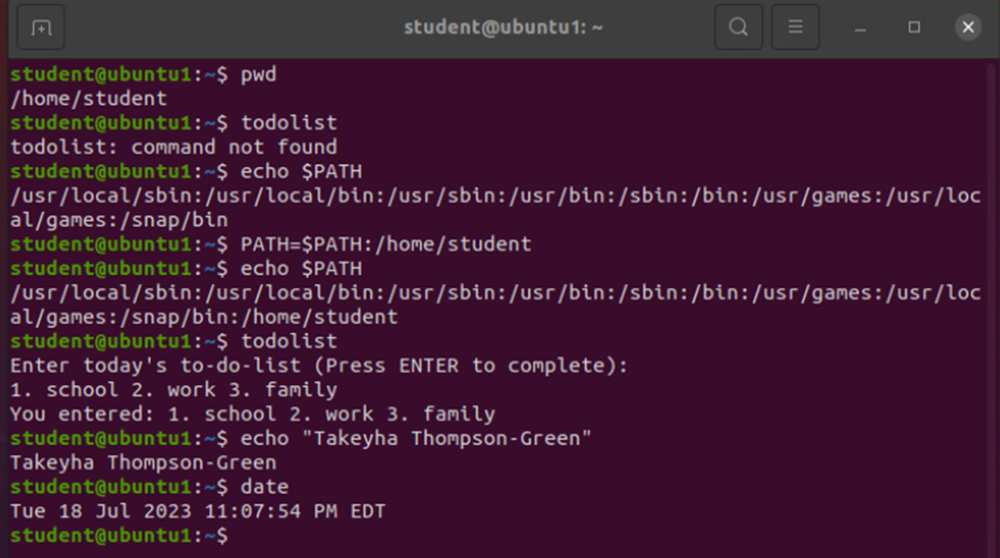 student@ubuntu1: ~
student@ubuntu1:~$ pwd
/home/student
student@ubuntu1:~$ todolist
todolist: command not found
student@ubuntu1:~$ echo $PATH
/usr/local/sbin:/usr/local/bin:/usr/sbin:/usr/bin:/sbin:/bin:/usr/games:/usr/loc
al/games:/snap/bin
student@ubuntu1:~$ PATH=$PATH:/home/student
student@ubuntu1:~$ echo $PATH
/usr/local/sbin:/usr/local/bin:/usr/sbin:/usr/bin:/sbin:/bin:/usr/games:/usr/loc
al/games:/snap/bin:/home/student
student@ubuntu1:~$ todolist
Enter today's to-do-list (Press ENTER to complete):
1. school 2. work 3. family
You entered: 1. school 2. work 3. family
student@ubuntu1:~$ echo "Takeyha Thompson-Green"
Takeyha Thompson-Green
student@ubuntu1:~$ date
Tue 18 Jul 2023 11:07:54 PM EDT
student@ubuntu1:~$